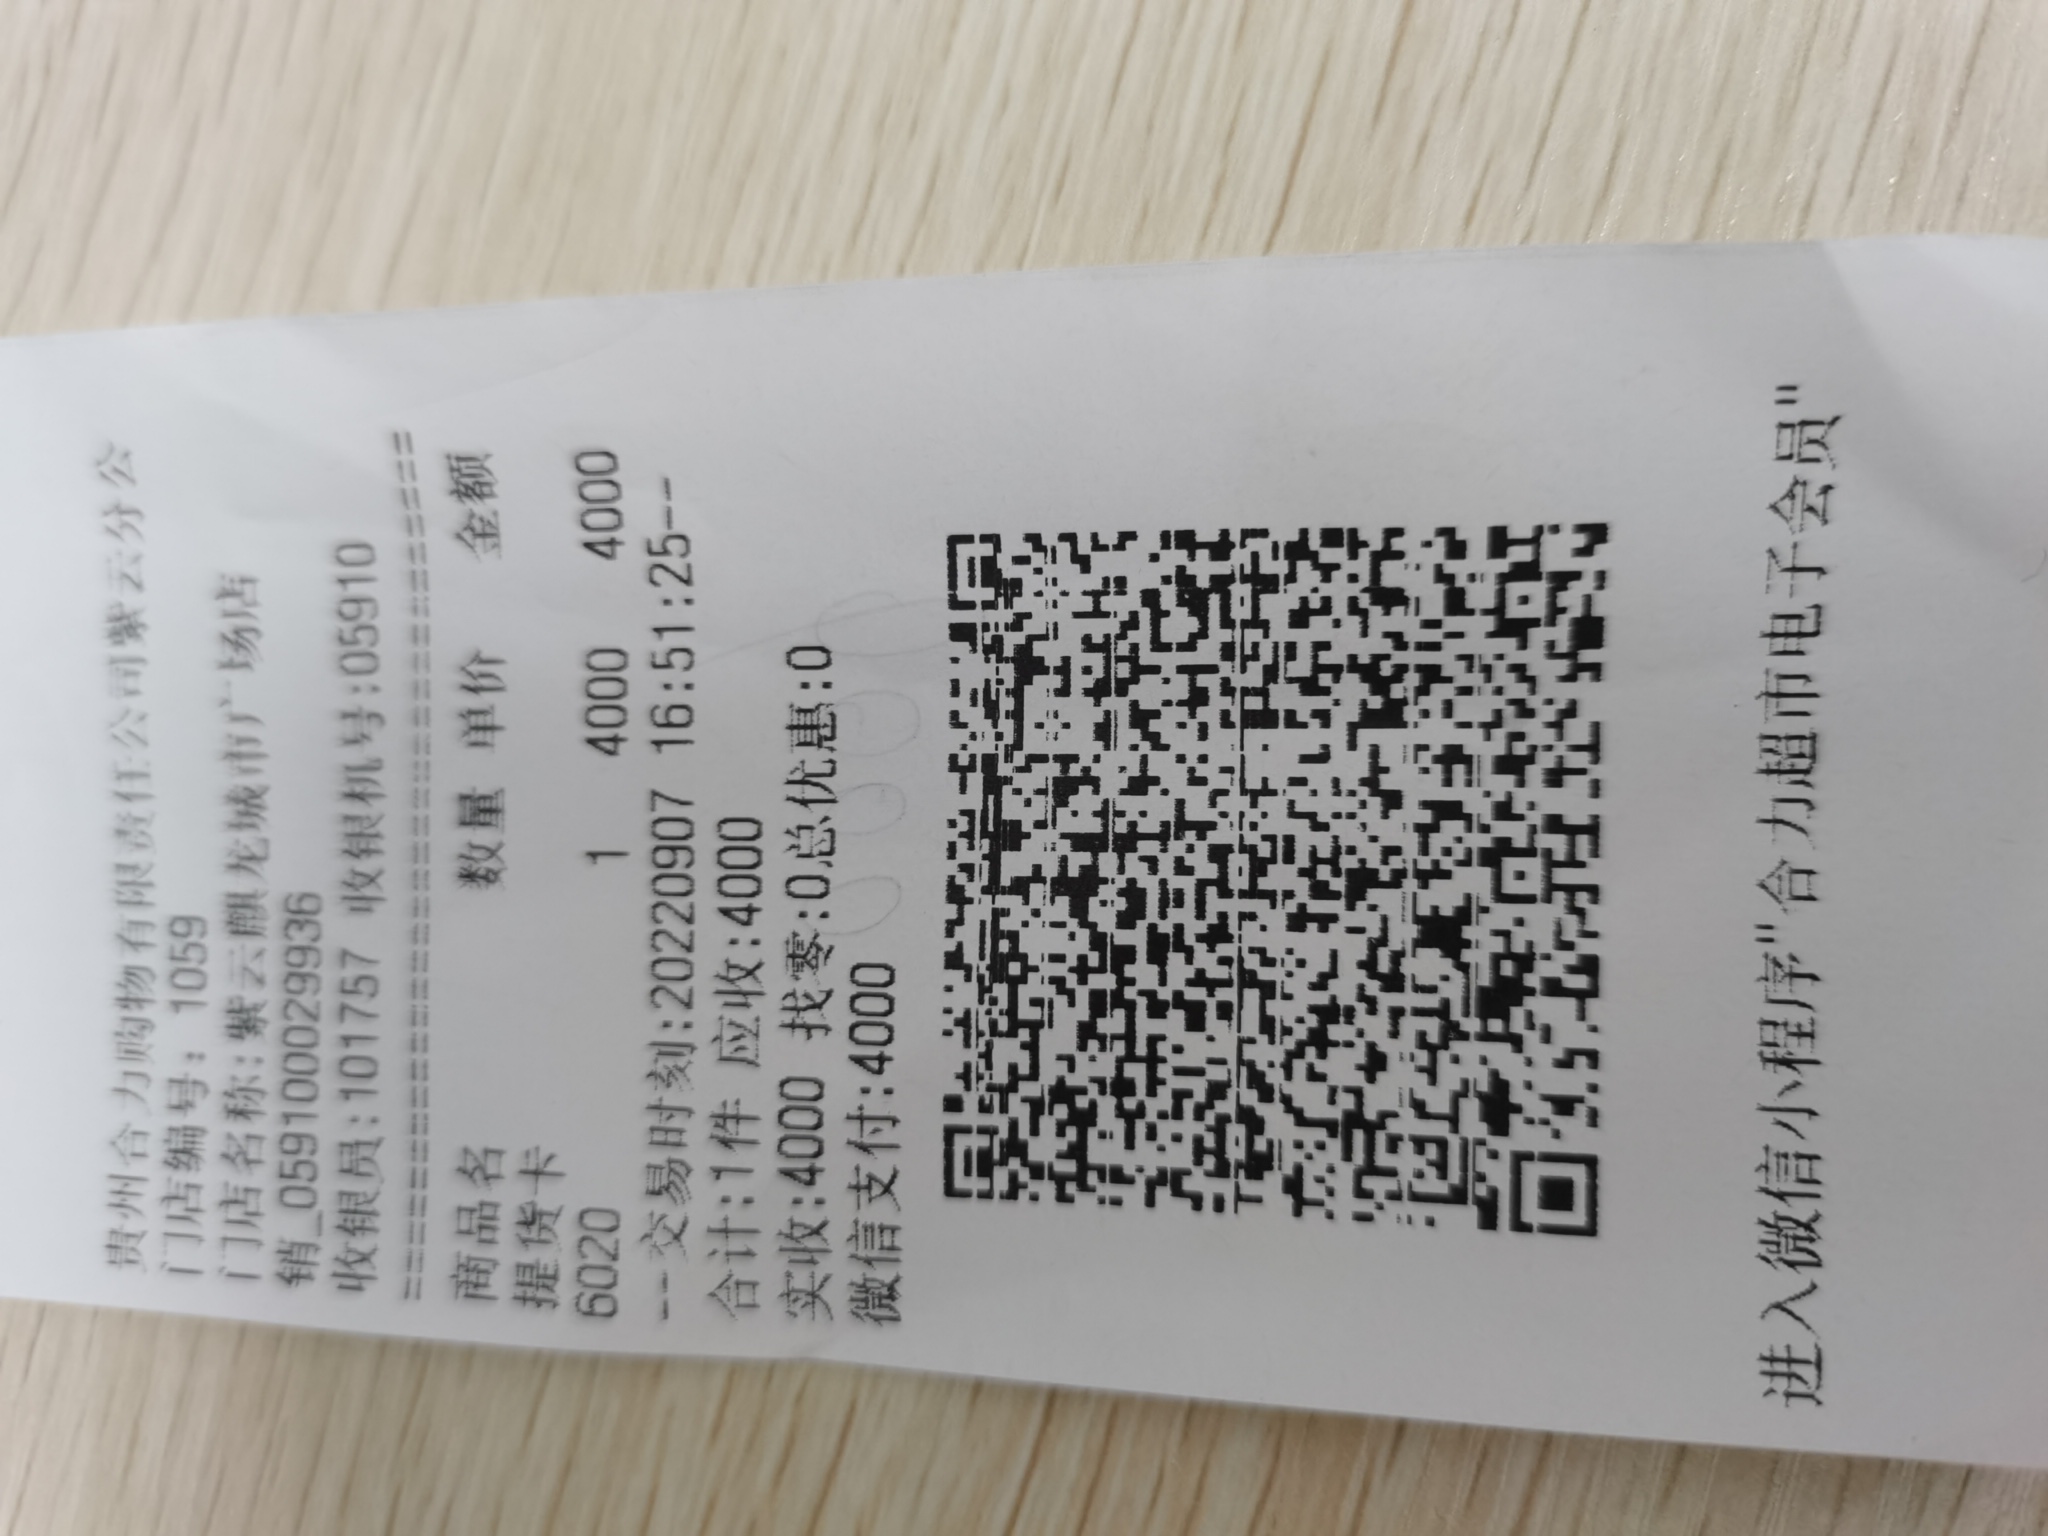 贵州合力购物有限责任公司紫云分公
门店编号: 1059
门店名称:紫云麒龙城市广场店
销_0591000299936
收银员:101757 收银机号:05910
================================
商品名 数量 单价 金额
提货卡
6020 1 4000 4000
--交易时刻:20220907 16:51:25--
合计:1件 应收:4000
实收:4000 找零:0总优惠:0
微信支付:4000
进入微信小程序"合力超市电子会员"